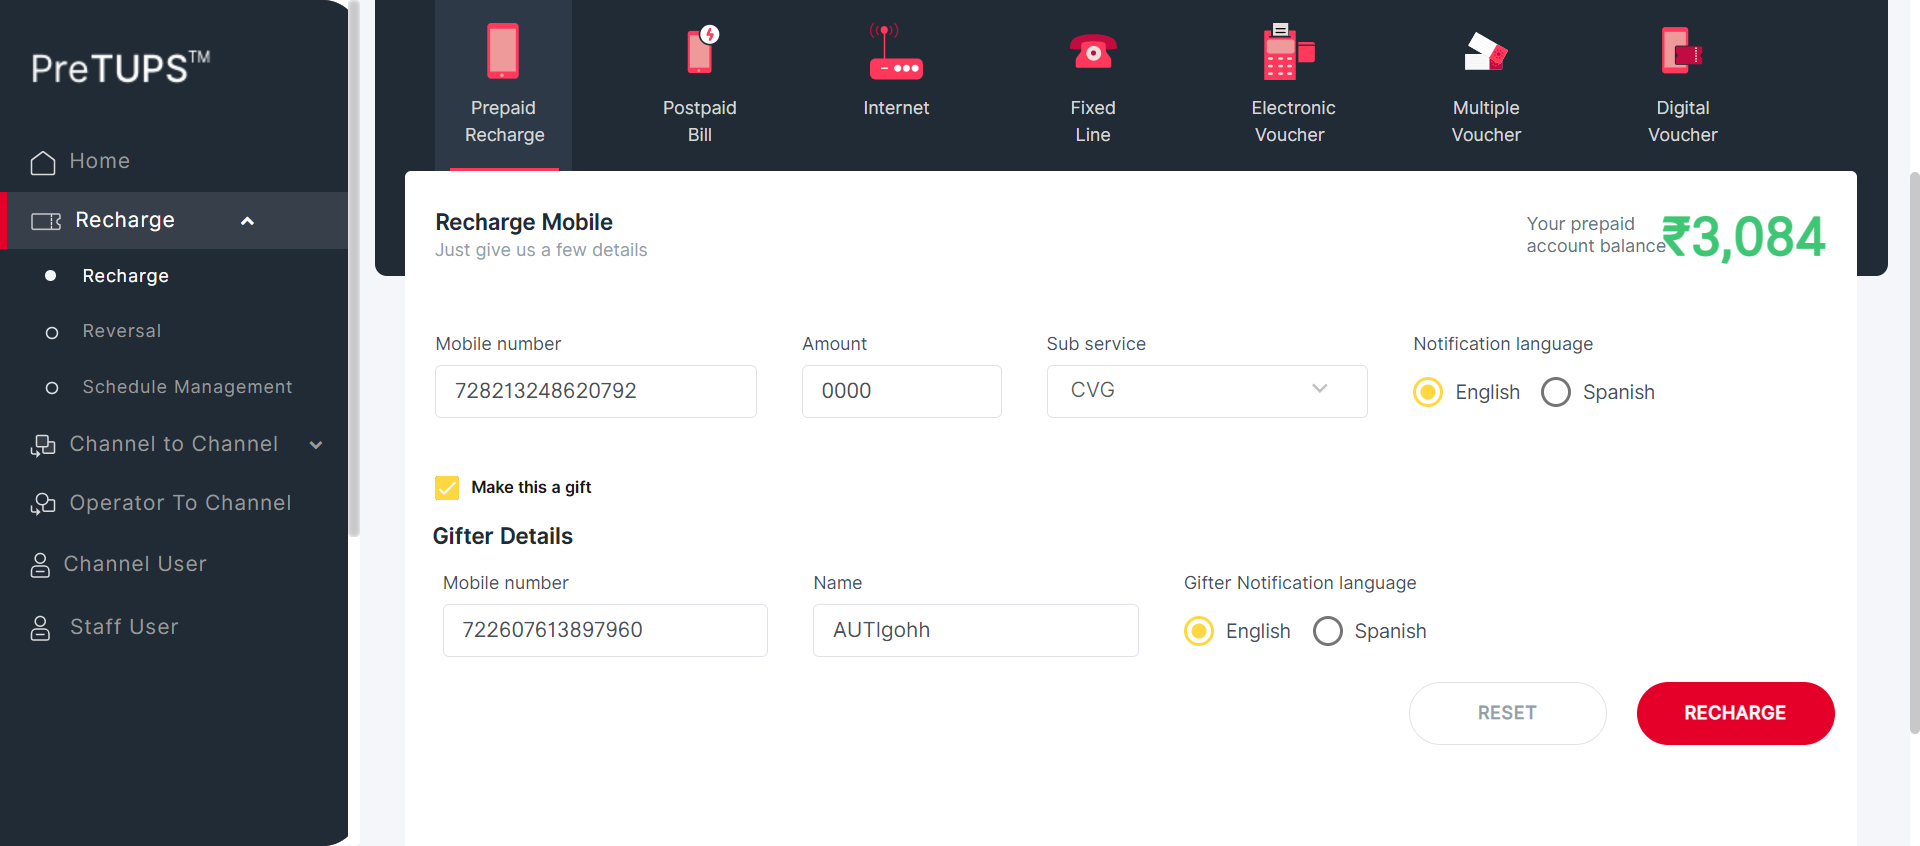 PreTUPS™
Home
Recharge
Recharge
Reversal
Schedule Management
Channel to Channel
Operator To Channel
Channel User
Staff User
Prepaid
Recharge
Postpaid
Bill
Internet
Fixed
Line
Electronic
Voucher
Multiple
Voucher
Digital
Voucher
Recharge Mobile
Just give us a few details
Your prepaid
account balance
₹3,084
Mobile number
Amount
Sub service
Notification language
728213248620792
0000
CVG
English
Spanish
Make this a gift
Gifter Details
Mobile number
Name
Gifter Notification language
722607613897960
AUTIgohh
English
Spanish
RESET
RECHARGE